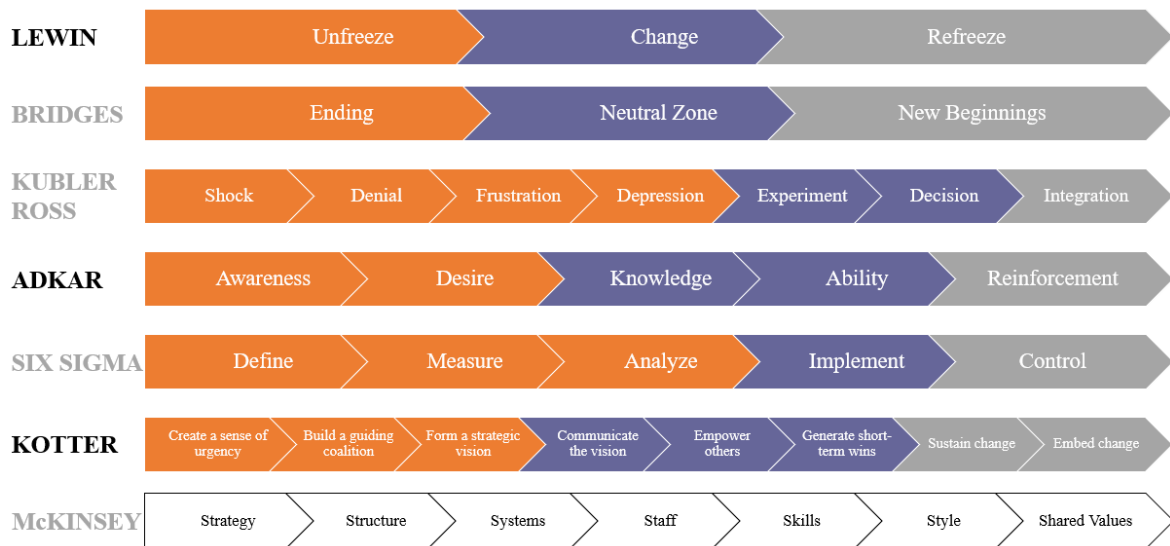 LEWIN
Unfreeze
Change
Refreeze
BRIDGES
Ending
Neutral Zone
New Beginnings
KUBLER
ROSS
Shock
Denial
Frustration
Depression
Experiment
Decision
Integration
ADKAR
Awareness
Desire
Knowledge
Ability
Reinforcement
SIX SIGMA
Define
Measure
Analyze
Implement
Control
KOTTER
Create a sense of
urgency
Build a guiding
coalition
Form a strategic
vision
Communicate
the vision
Empower
others
Generate short-
term wins
Sustain change
Embed change
McKINSEY
Strategy
Structure
Systems
Staff
Skills
Style
Shared Values